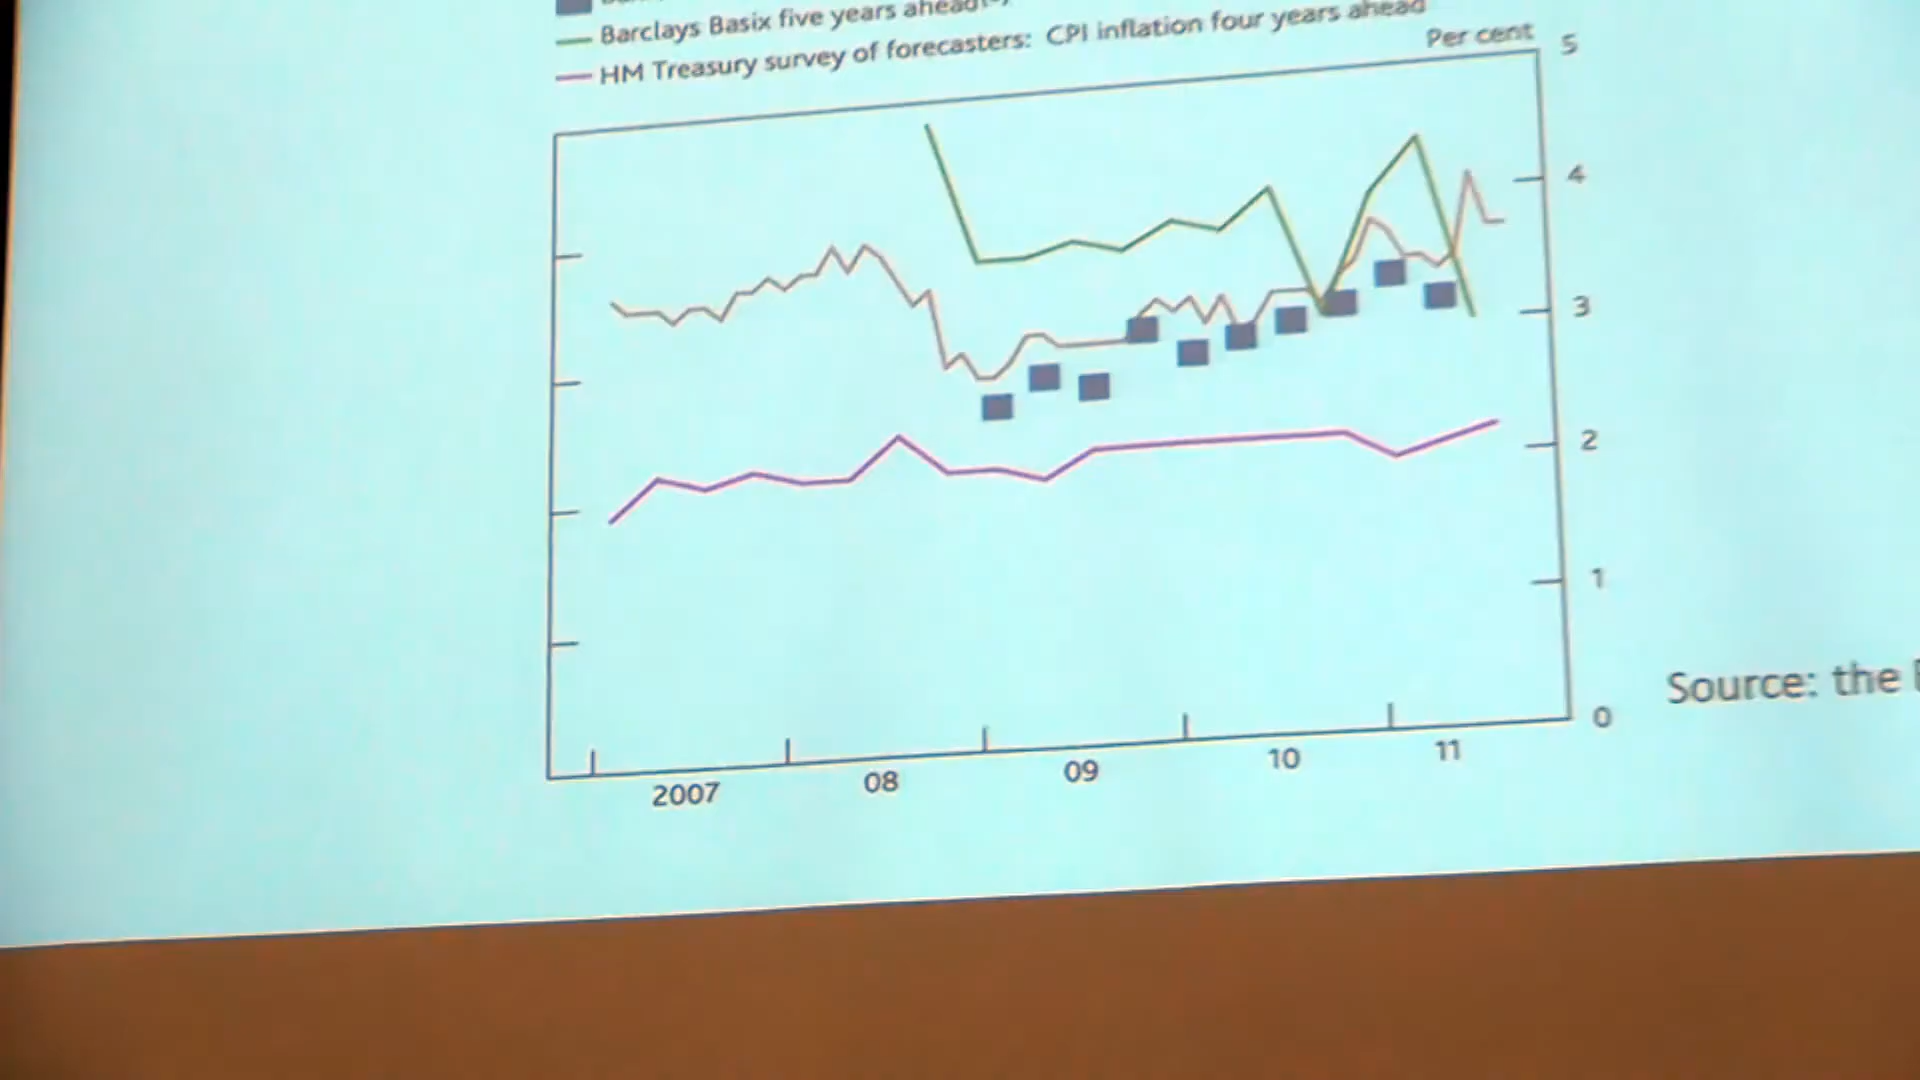 Barclays Basix five years ahead
HM Treasury survey of forecasters: CPI inflation four years ahead
Per cent
5
4
3
2
1
0
2007 08 09 10 11
Source: the